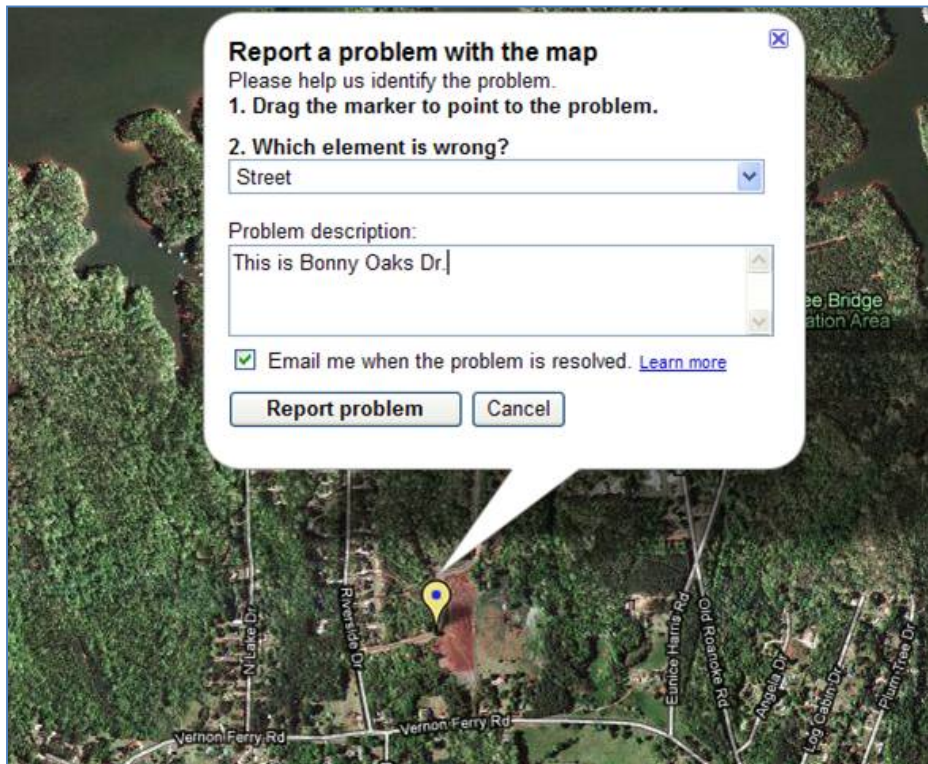 Report a problem with the map
Please help us identify the problem.
1. Drag the marker to point to the problem.
2. Which element is wrong?
Street
Problem description:
This is Bonny Oaks Dr.
Email me when the problem is resolved. Learn more
Report problem
Cancel
ee Bridge
ation Area
N Lake Dr
Riverside Dr
Eunice Harris Rd
Old Roanoke Rd
Angela Dr
Log Cabin Dr
Plum Tree Dr
Vernon Ferry Rd
Vernon Ferry Rd